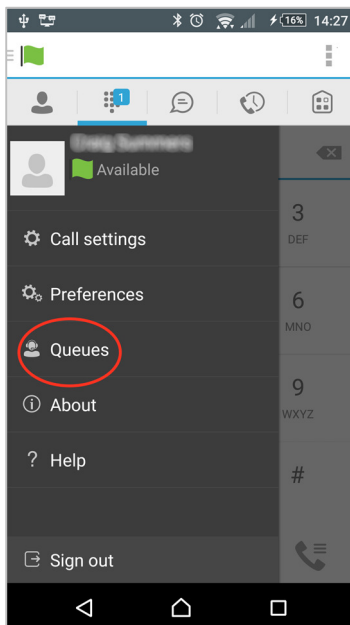 16% 14:27
1
Available
3
DEF
Call settings
Preferences
6
MNO
Queues
9
WXYZ
About
? Help
#
Sign out